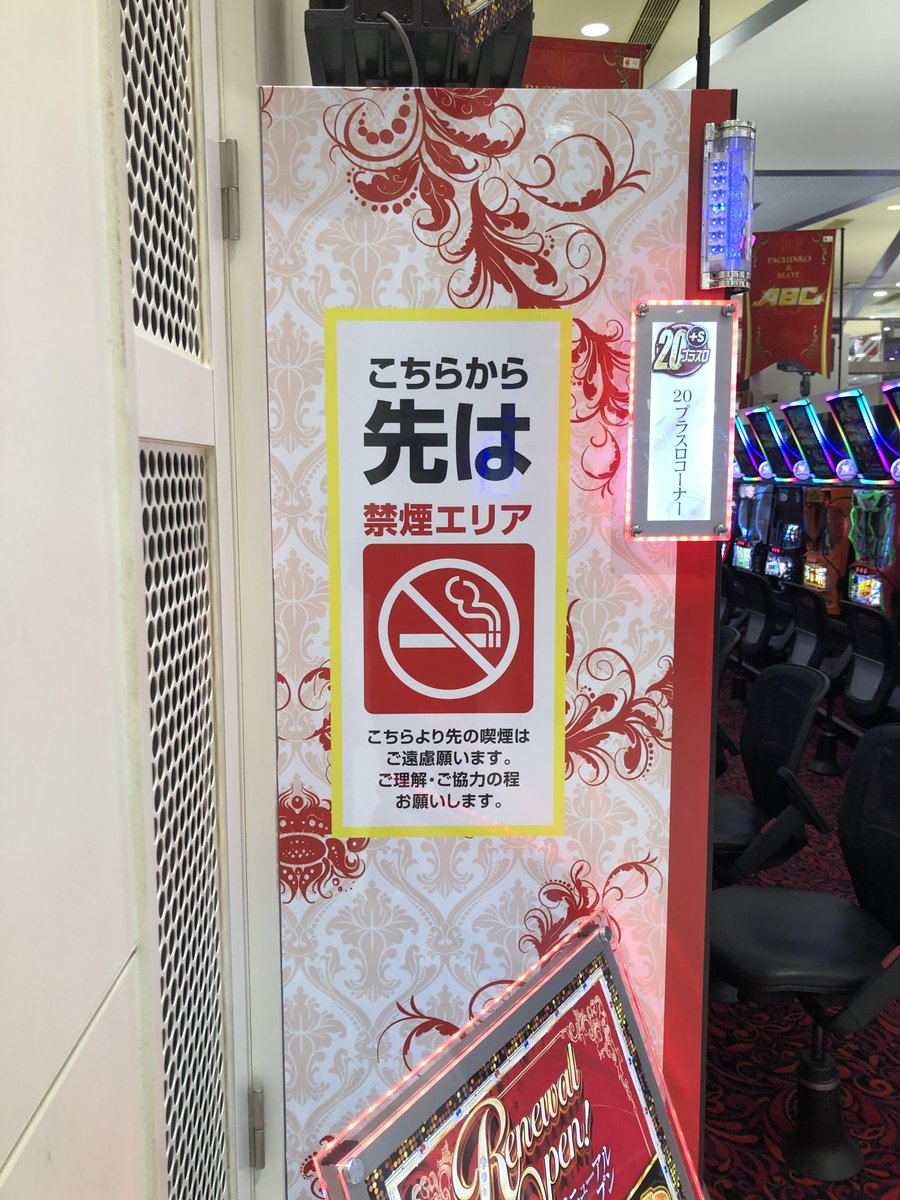 こちらから
先は
禁煙エリア
こちらより先の喫煙は
ご遠慮願います。
ご理解・ご協力の程
お願いします。
+S
20
プラスロ
20プラスロコーナー
PACHINKO
&
SLOT
ABC
Renewal
Open!